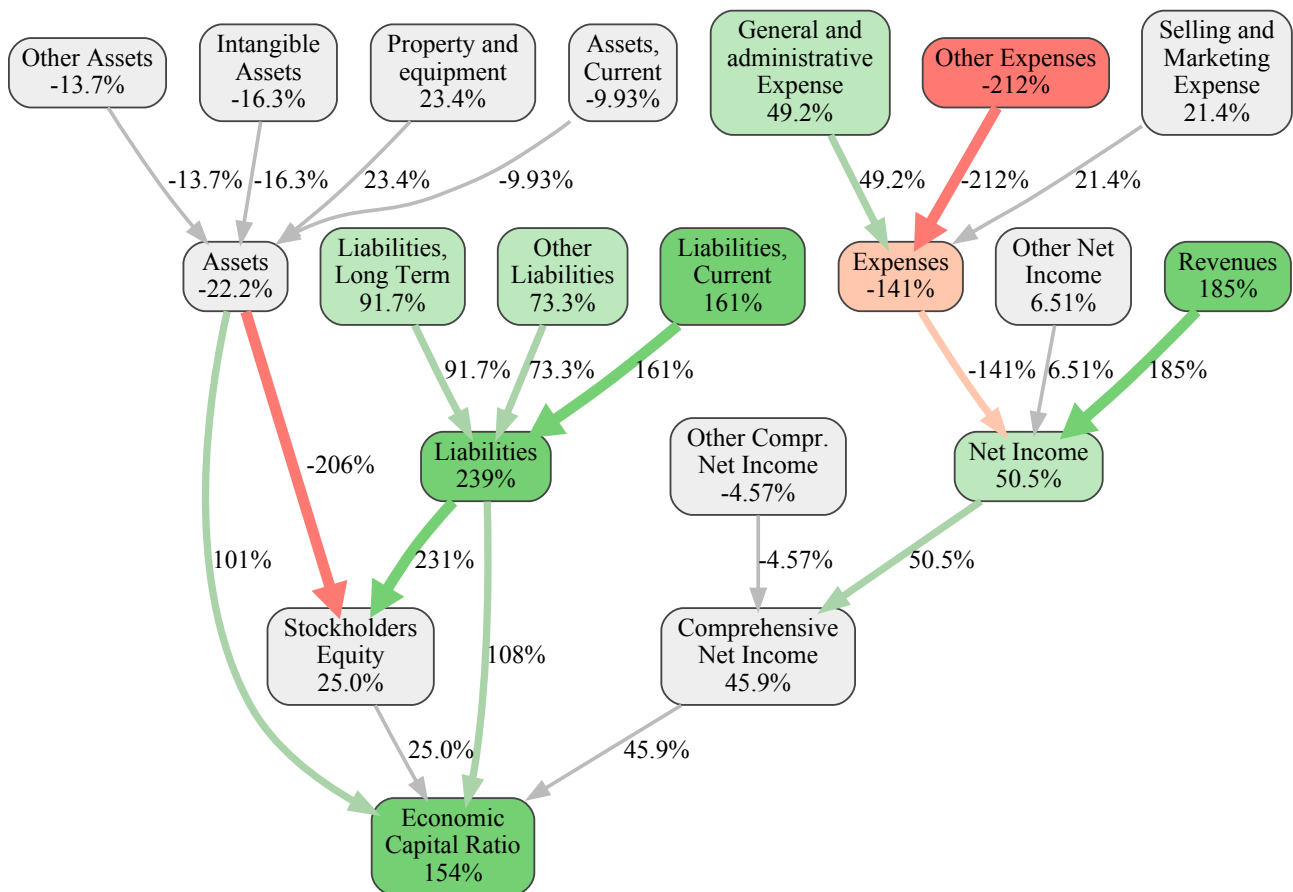 Other Assets
-13.7%
Intangible
Assets
-16.3%
Property and
equipment
23.4%
Assets,
Current
-9.93%
General and
administrative
Expense
49.2%
Other Expenses
-212%
Selling and
Marketing
Expense
21.4%
-13.7%
-16.3%
23.4%
-9.93%
49.2%
-212%
21.4%
Assets
-22.2%
Liabilities,
Long Term
91.7%
Other
Liabilities
73.3%
Liabilities,
Current
161%
Expenses
-141%
Other Net
Income
6.51%
Revenues
185%
91.7%
73.3%
161%
-141%
6.51%
185%
-206%
Liabilities
239%
Other Compr.
Net Income
-4.57%
Net Income
50.5%
101%
231%
-4.57%
50.5%
Stockholders
Equity
25.0%
108%
Comprehensive
Net Income
45.9%
25.0%
45.9%
Economic
Capital Ratio
154%